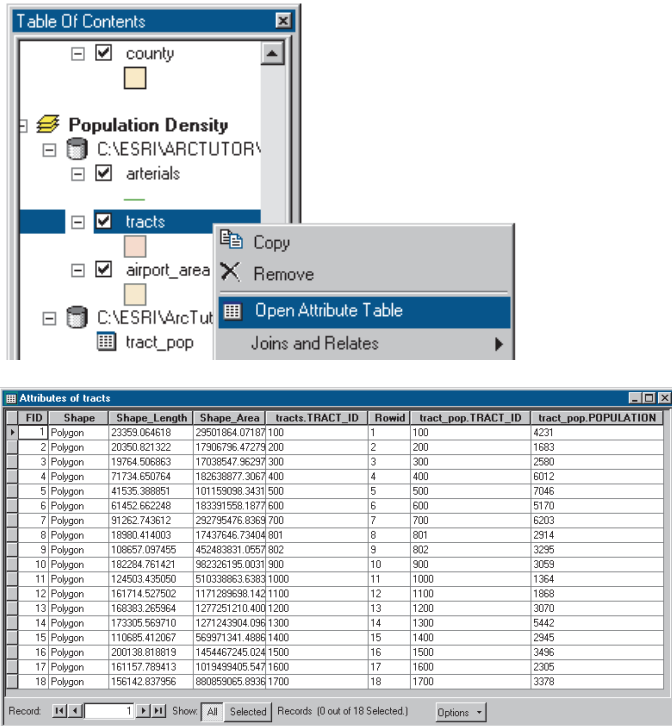 Table Of Contents
county
Population Density
C:\ESRI\ARCTUTOR\
arterials
tracts
Copy
airport_area
Remove
Open Attribute Table
C:\ESRI\ArcTut
tract_pop
Joins and Relates
Attributes of tracts
FID Shape Shape_Length Shape_Area tracts.TRACT_ID Rowid tract_pop.TRACT_ID tract_pop.POPULATION
1 Polygon 23359.064618 29501864.07187 100 1 100 4231
2 Polygon 20350.821322 17906796.47279 200 2 200 1683
3 Polygon 19764.506863 17038547.96297 300 3 300 2580
4 Polygon 71734.650764 182638877.3067 400 4 400 6012
5 Polygon 41535.388851 101159098.3431 500 5 500 7046
6 Polygon 61452.662248 183391558.1877 600 6 600 5170
7 Polygon 91262.743612 292795476.8369 700 7 700 6203
8 Polygon 18980.414003 17437646.73404 801 8 801 2914
9 Polygon 108657.097455 452483831.0557 802 9 802 3295
10 Polygon 182284.761421 982326195.0031 900 10 900 3059
11 Polygon 124503.435050 510338863.6383 1000 11 1000 1364
12 Polygon 161714.527502 1171289698.142 1100 12 1100 1868
13 Polygon 168383.265964 1277251210.400 1200 13 1200 3070
14 Polygon 173305.569710 1271243904.096 1300 14 1300 5442
15 Polygon 110685.412067 569971341.4886 1400 15 1400 2945
16 Polygon 200138.818819 1454467245.024 1500 16 1500 3496
17 Polygon 161157.789413 1019499405.547 1600 17 1600 2305
18 Polygon 156142.837956 880859065.8936 1700 18 1700 3378
Record: 1 Show: All Selected Records (0 out of 18 Selected.) Options